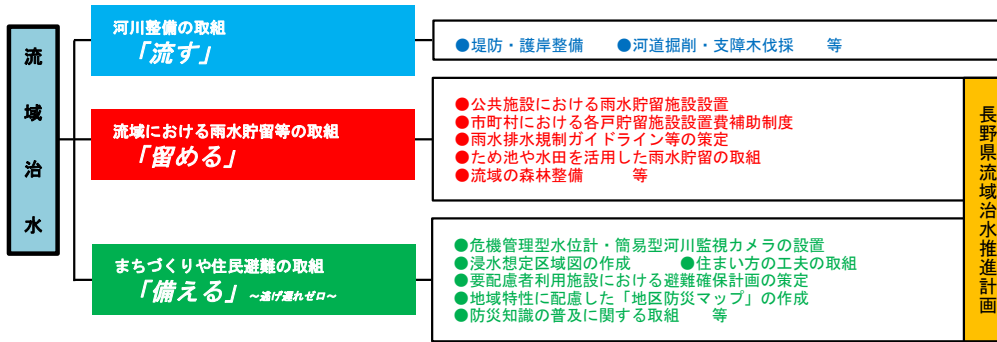 流域治水
河川整備の取組
「流す」
●堤防・護岸整備　●河道掘削・支障木伐採　等
流域における雨水貯留等の取組
「留める」
●公共施設における雨水貯留施設設置
●市町村における各戸貯留施設設置費補助制度
●雨水排水規制ガイドライン等の策定
●ため池や水田を活用した雨水貯留の取組
●流域の森林整備　等
まちづくりや住民避難の取組
「備える」～逃げ遅れゼロ～
●危機管理型水位計・簡易型河川監視カメラの設置
●浸水想定区域図の作成　●住まい方の工夫の取組
●要配慮者利用施設における避難確保計画の策定
●地域特性に配慮した「地区防災マップ」の作成
●防災知識の普及に関する取組　等
長野県流域治水推進計画